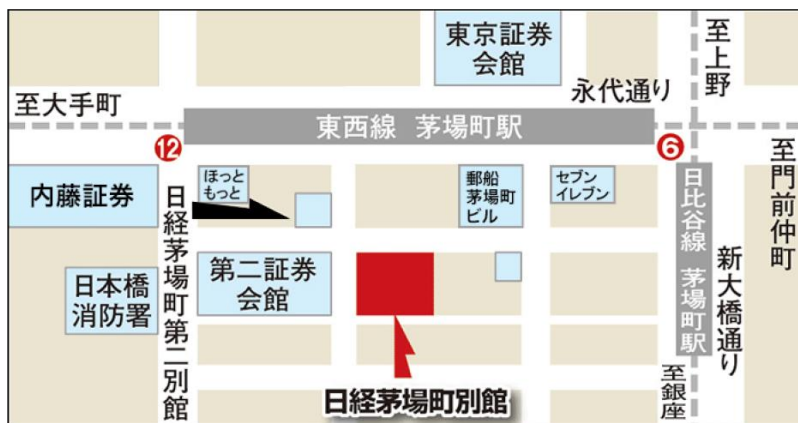 東京証券
会館
至上野
永代通り
至大手町
東西線 茅場町駅
12
6
至門前仲町
内藤証券
ほっと
もっと
郵船
茅場町
ビル
セブン
イレブン
日比谷線 茅場町駅
日経茅場町第二別館
新大橋通り
日本橋
消防署
第二証券
会館
至銀座
日経茅場町別館